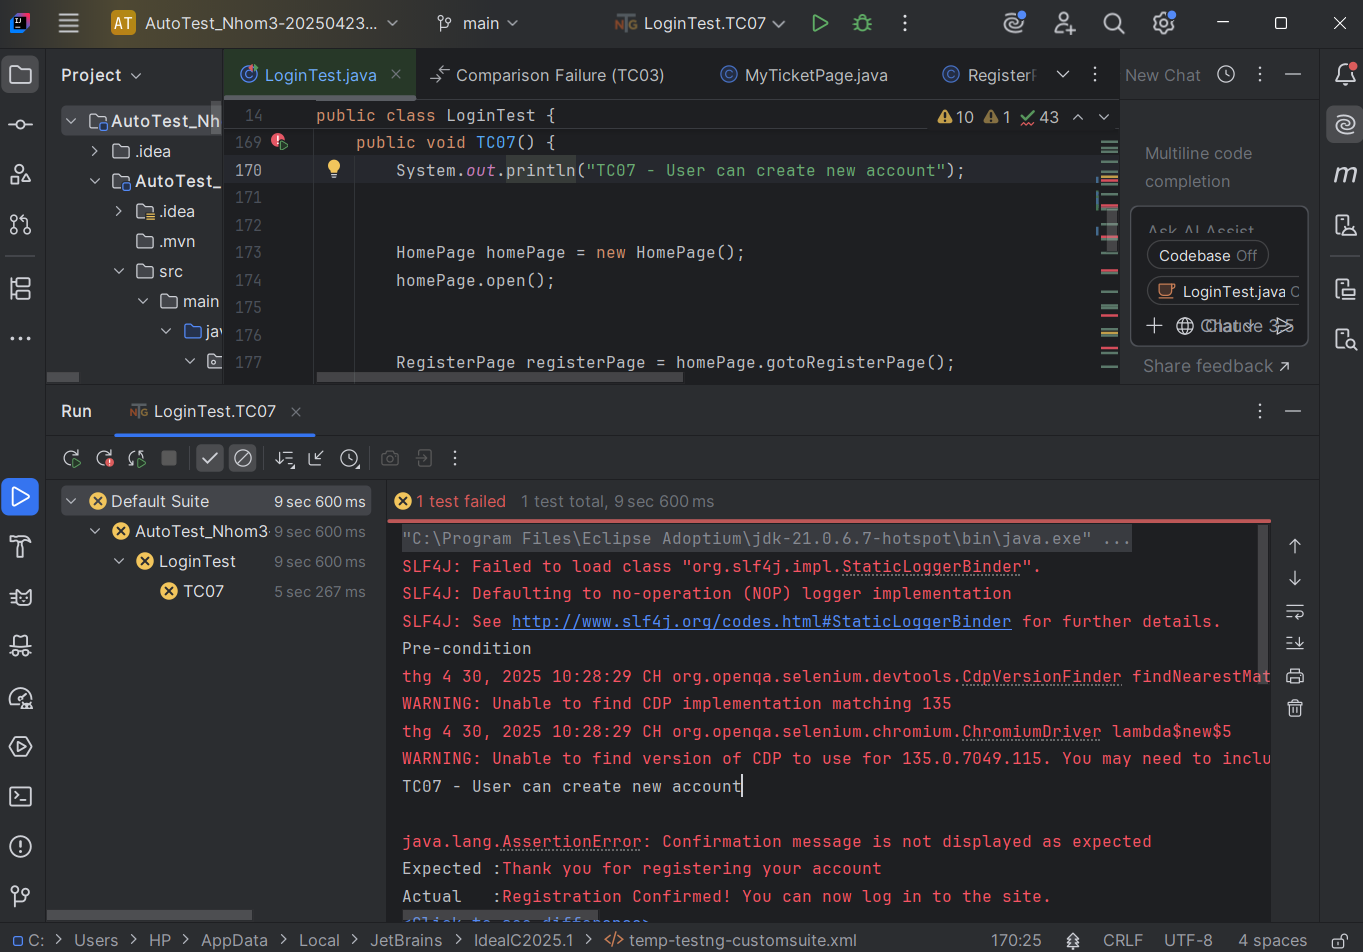 AT AutoTest_Nhom3-20250423... main LoginTest.TC07
Project
LoginTest.java Comparison Failure (TC03) MyTicketPage.java Register
New Chat
AutoTest_Nh
.idea
AutoTest_
.idea
.mvn
src
main
jav
14 public class LoginTest {
10 1 43
169 public void TC07() {
170 System.out.println("TC07 - User can create new account");
171
172
173 HomePage homePage = new HomePage();
174 homePage.open();
175
176
177 RegisterPage registerPage = homePage.gotoRegisterPage();
Multiline code
completion
Ask AI Assist
Codebase Off
LoginTest.java
Share feedback
Run LoginTest.TC07
Default Suite 9 sec 600 ms
AutoTest_Nhom3- 9 sec 600 ms
LoginTest 9 sec 600 ms
TC07 5 sec 267 ms
1 test failed 1 test total, 9 sec 600 ms
"C:\Program Files\Eclipse Adoptium\jdk-21.0.6.7-hotspot\bin\java.exe" ...
SLF4J: Failed to load class "org.slf4j.impl.StaticLoggerBinder".
SLF4J: Defaulting to no-operation (NOP) logger implementation
SLF4J: See http://www.slf4j.org/codes.html#StaticLoggerBinder for further details.
Pre-condition
thg 4 30, 2025 10:28:29 CH org.openqa.selenium.devtools.CdpVersionFinder findNearestMat
WARNING: Unable to find CDP implementation matching 135
thg 4 30, 2025 10:28:29 CH org.openqa.selenium.chromium.ChromiumDriver lambda$new$5
WARNING: Unable to find version of CDP to use for 135.0.7049.115. You may need to inclu
TC07 - User can create new account
java.lang.AssertionError: Confirmation message is not displayed as expected
Expected :Thank you for registering your account
Actual :Registration Confirmed! You can now log in to the site.
<Click to see difference>
C: Users HP AppData Local JetBrains IdealC2025.1 temp-testng-customsuite.xml
170:25 CRLF UTF-8 4 spaces